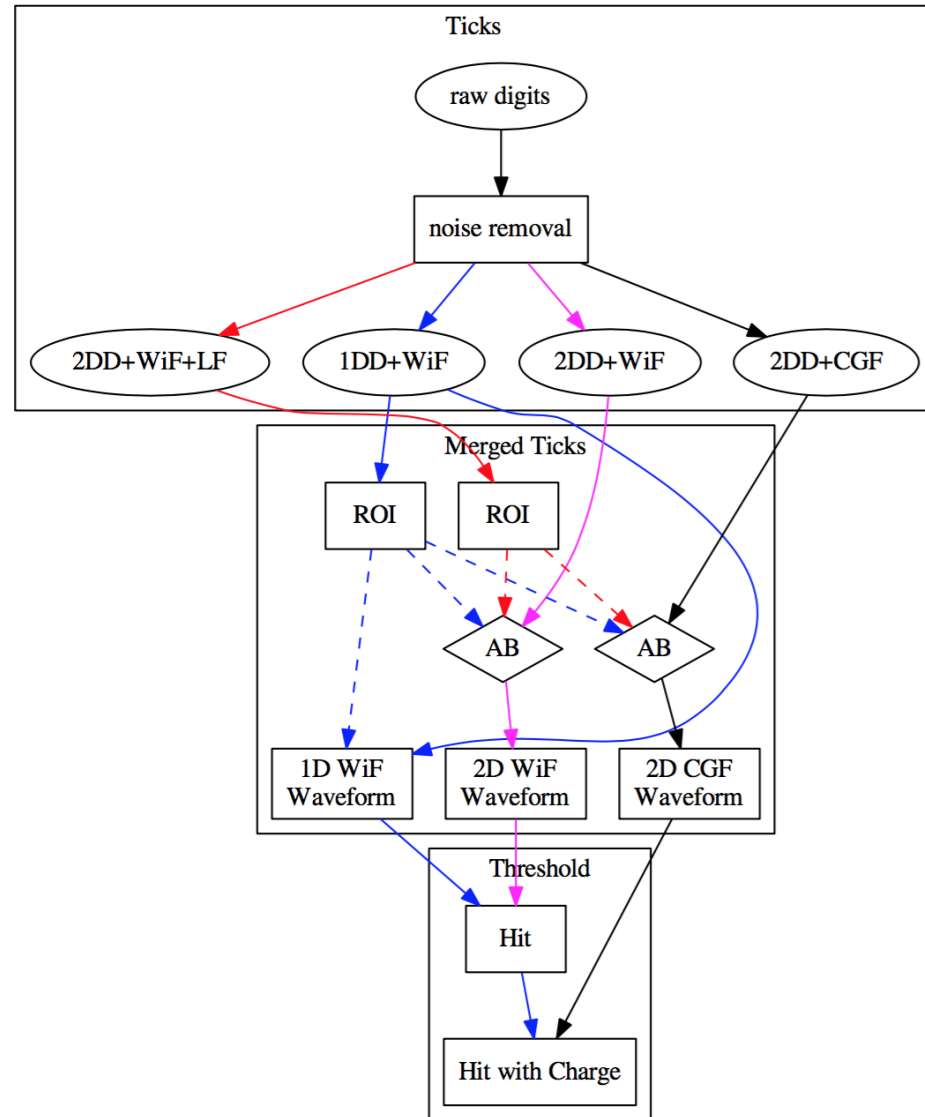 Ticks
raw digits
noise removal
2DD+WiF+LF
1DD+WiF
2DD+WiF
2DD+CGF
Merged Ticks
ROI
ROI
AB
AB
1D WiF
Waveform
2D WiF
Waveform
2D CGF
Waveform
Threshold
Hit
Hit with Charge